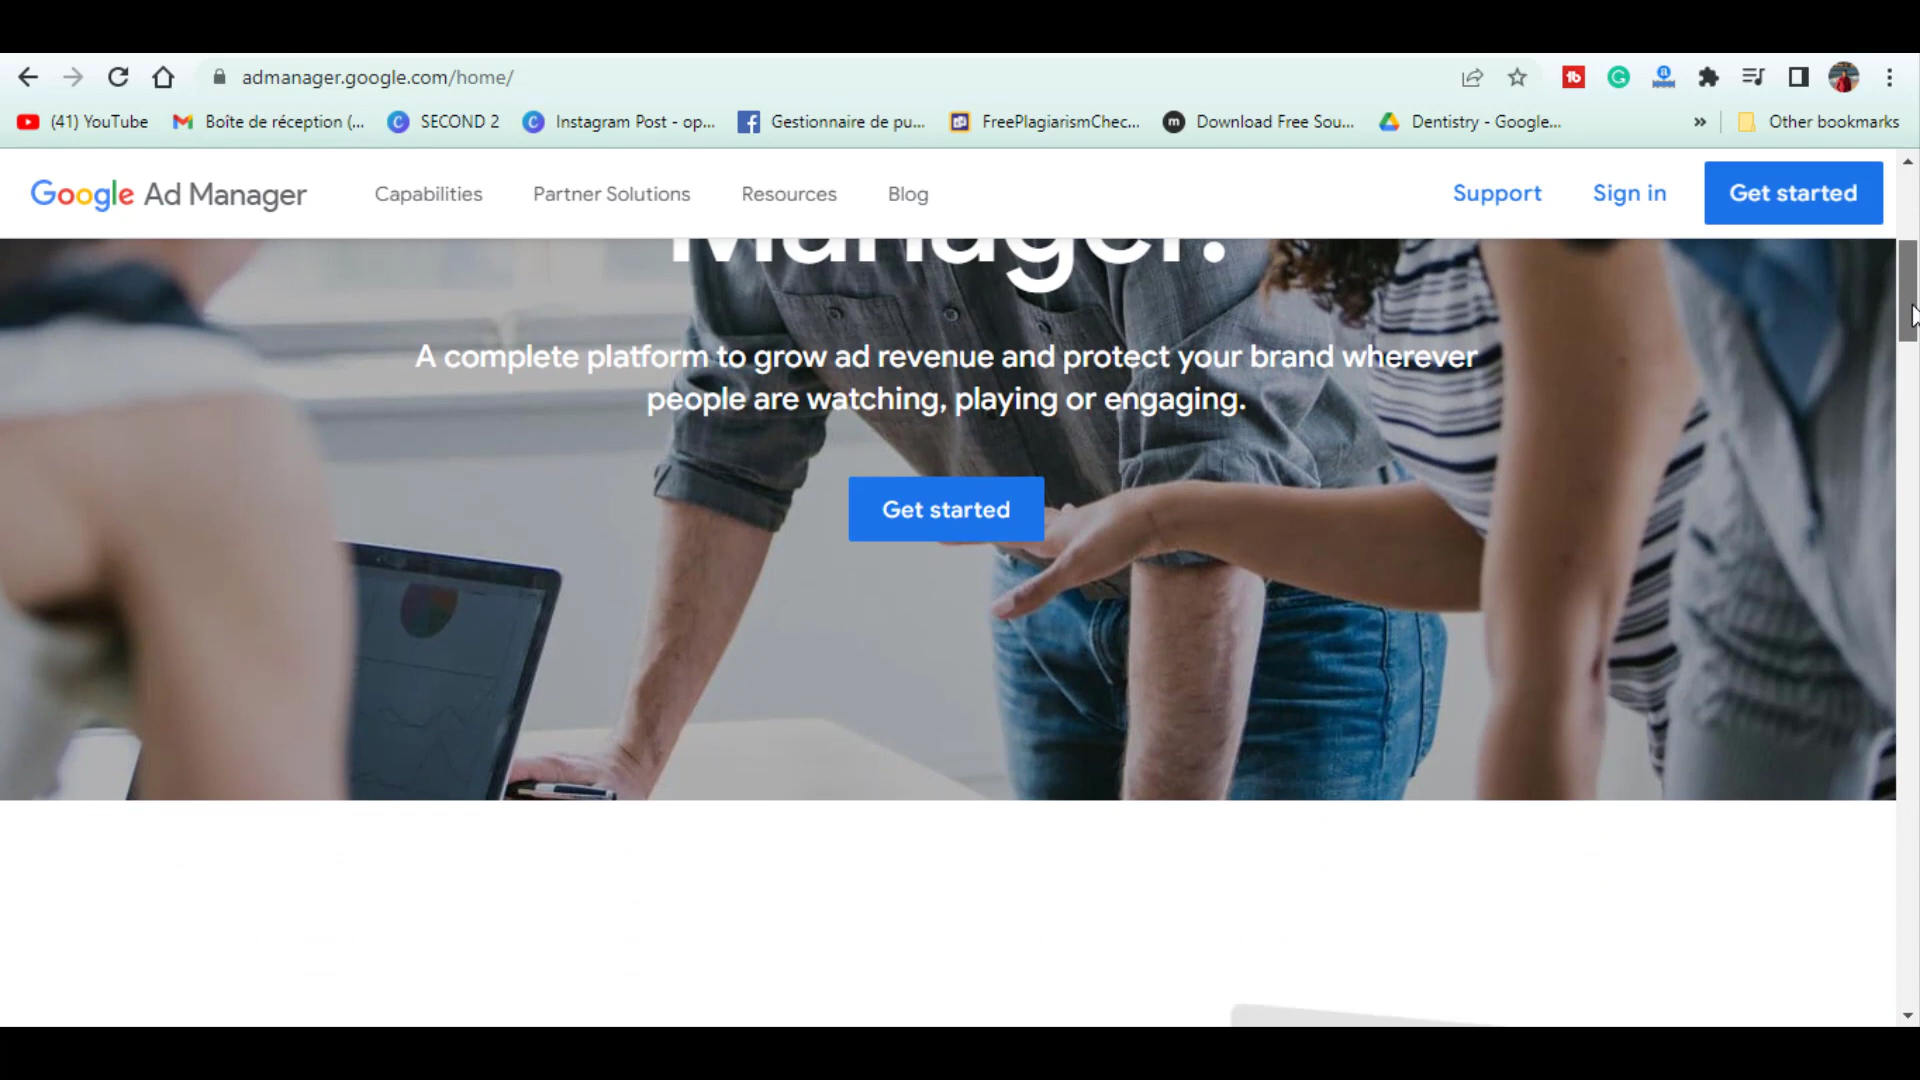 admanager.google.com/home/
(41) YouTube
Boîte de réception (...
SECOND 2
Instagram Post - op...
Gestionnaire de pu...
FreePlagiarismChec...
Download Free Sou...
Dentistry - Google...
»
Other bookmarks
Google Ad Manager
Capabilities
Partner Solutions
Resources
Blog
Support
Sign in
Get started
Manager.
A complete platform to grow ad revenue and protect your brand wherever
people are watching, playing or engaging.
Get started